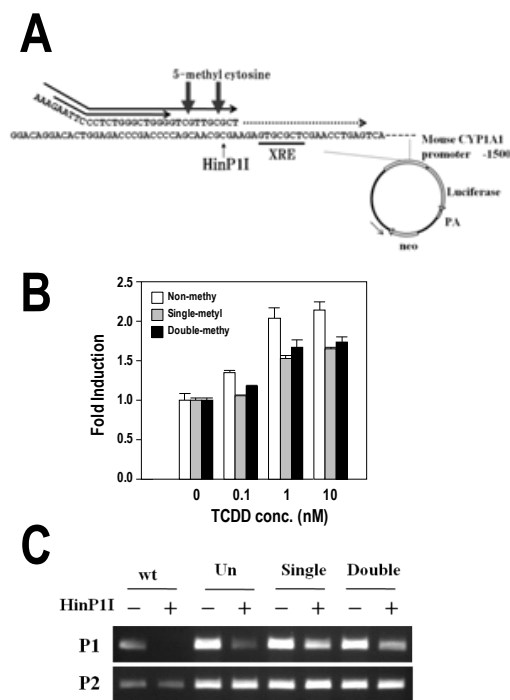 A
5-methyl cytosine
AAAGAATTCCCTCTGGGCTGGGGTCGTTGCGCT
GGACAGGACACTGGAGACCCGACCCCAGCAACGCGAAGAGTGCGCTCGAACCTGAGTCA
HinP1I
XRE
Mouse CYP1A1
promoter -1500
Luciferase
PA
neo
B
Fold Induction
2.5
2.0
1.5
1.0
0.5
0.0
Non-methy
Single-metyl
Double-methy
0 0.1 1 10
TCDD conc. (nM)
C
wt Un Single Double
HinP1I − + − + − + − +
P1
P2